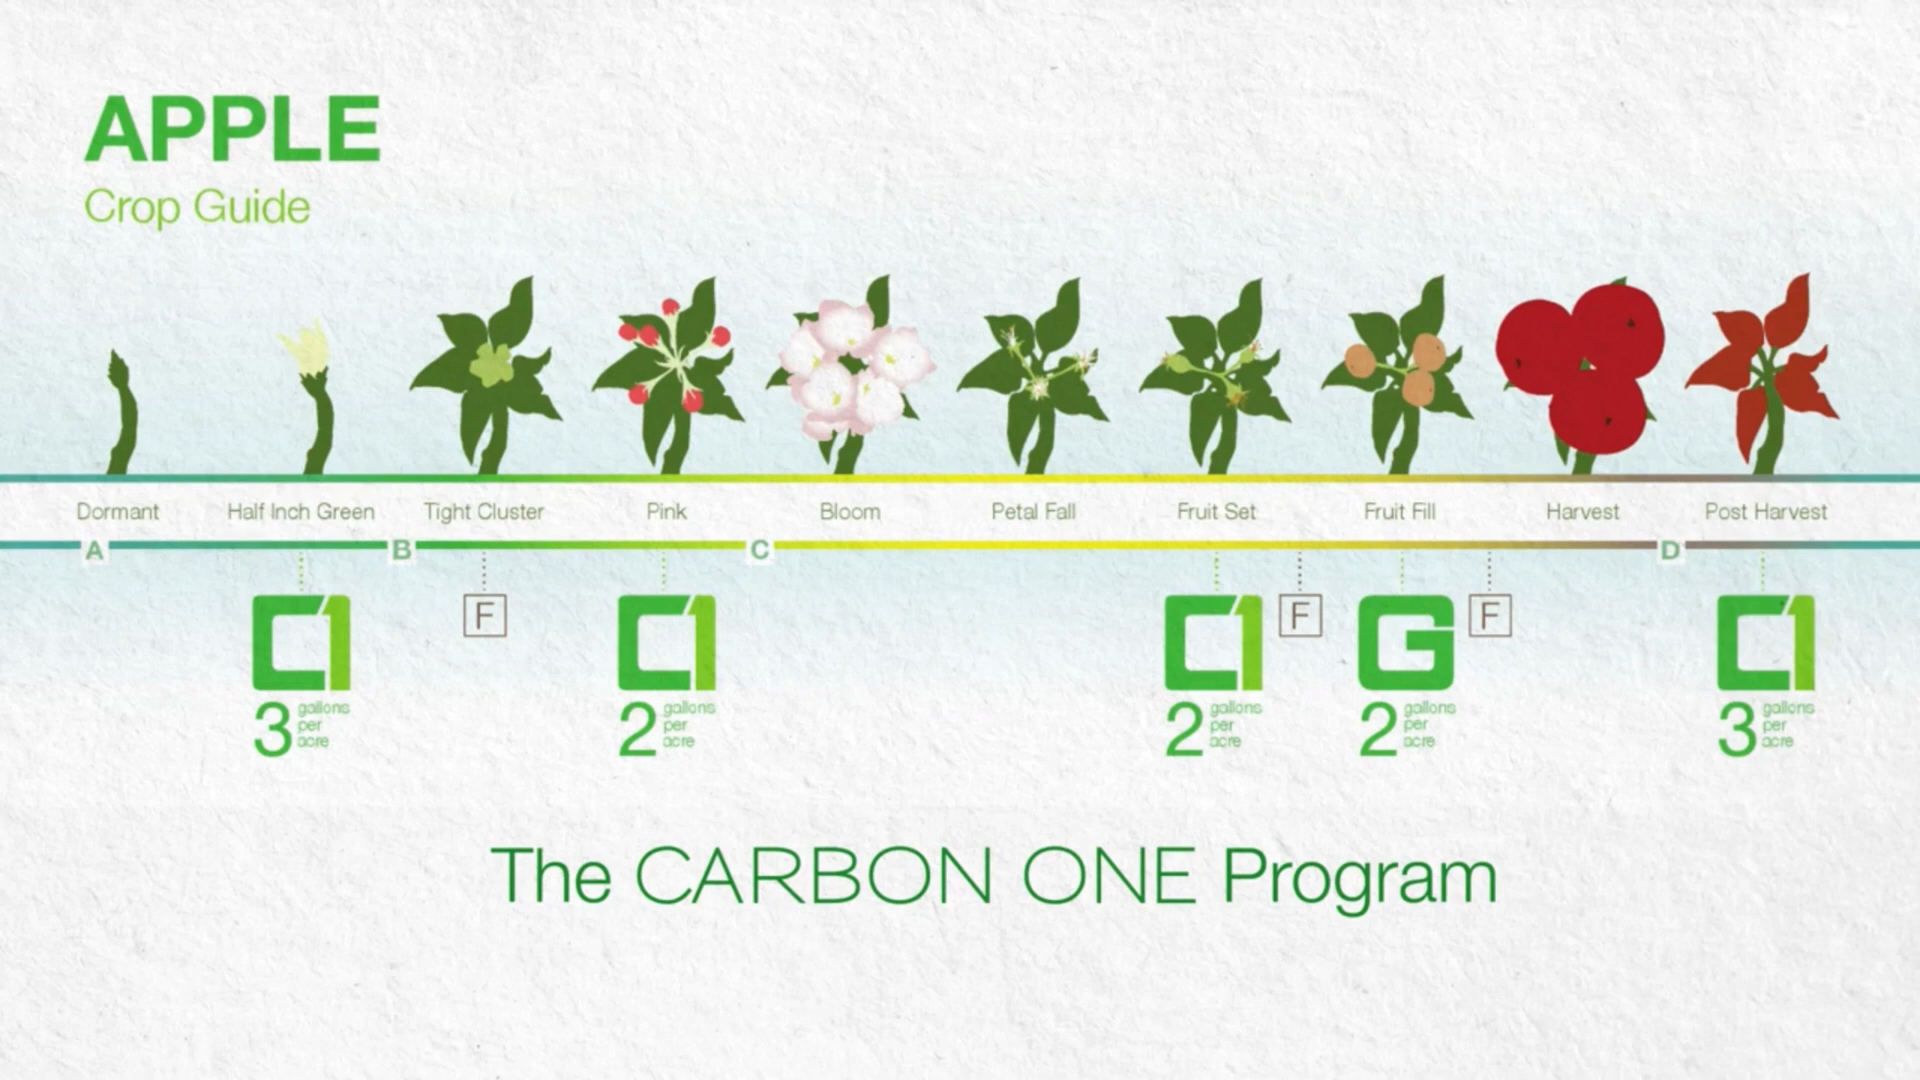 APPLE
Crop Guide
Dormant Half Inch Green Tight Cluster Pink Bloom Petal Fall Fruit Set Fruit Fill Harvest Post Harvest
A B C D
C1 F C1 C1 F G F C1
3 gallons per acre
2 gallons per acre
2 gallons per acre
2 gallons per acre
3 gallons per acre
The CARBON ONE Program